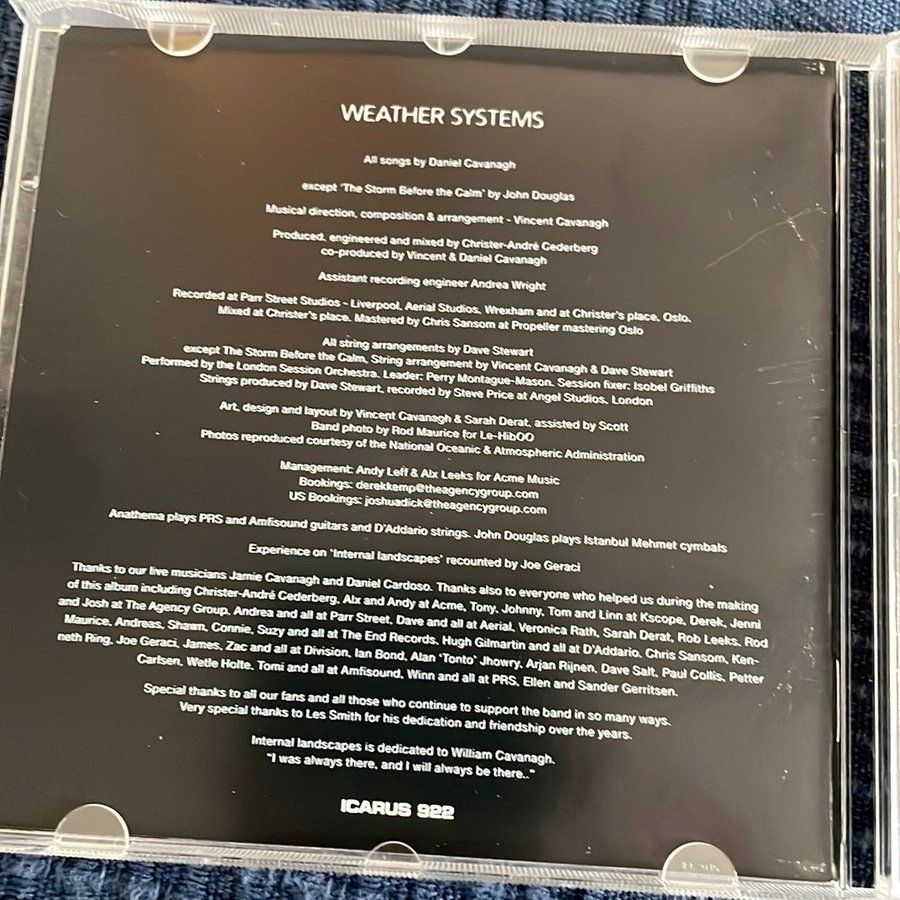 WEATHER SYSTEMS
All songs by Daniel Cavanagh
except ‘The Storm Before the Calm’ by John Douglas
Musical direction, composition & arrangement - Vincent Cavanagh
Produced, engineered and mixed by Christer-André Cederberg
co-produced by Vincent & Daniel Cavanagh
Assistant recording engineer Andrea Wright
Recorded at Parr Street Studios - Liverpool, Aerial Studios, Wrexham and at Christer's place, Oslo.
Mixed at Christer's place. Mastered by Chris Sansom at Propeller mastering Oslo
All string arrangements by Dave Stewart
except The Storm Before the Calm, String arrangement by Vincent Cavanagh & Dave Stewart
Performed by the London Session Orchestra. Leader: Perry Montague-Mason. Session fixer: Isobel Griffiths
Strings produced by Dave Stewart, recorded by Steve Price at Angel Studios, London
Art, design and layout by Vincent Cavanagh & Sarah Derat, assisted by Scott
Band photo by Rod Maurice for Le-HibOO
Photos reproduced courtesy of the National Oceanic & Atmospheric Administration
Management: Andy Leff & Alx Leeks for Acme Music
Bookings: derekkemp@theagencygroup.com
US Bookings: joshuadick@theagencygroup.com
Anathema plays PRS and Amfisound guitars and D'Addario strings. John Douglas plays Istanbul Mehmet cymbals
Experience on ‘Internal landscapes’ recounted by Joe Geraci
Thanks to our live musicians Jamie Cavanagh and Daniel Cardoso. Thanks also to everyone who helped us during the making
of this album including Christer-André Cederberg, Alx and Andy at Acme, Tony, Johnny, Tom and Linn at Kscope, Derek, Jenni
and Josh at The Agency Group, Andrea and all at Parr Street, Dave and all at Aerial, Veronica Rath, Sarah Derat, Rob Leeks, Rod
Maurice, Andreas, Shawn, Connie, Suzy and all at The End Records, Hugh Gilmartin and all at D'Addario. Chris Sansom, Ken-
neth Ring, Joe Geraci, James, Zac and all at Division, Ian Bond, Alan ‘Tonto’ Jhowry, Arjan Rijnen, Dave Salt, Paul Collis, Petter
Carlsen, Wetle Holte, Tomi and all at Amfisound, Winn and all at PRS, Ellen and Sander Gerritsen.
Special thanks to all our fans and all those who continue to support the band in so many ways.
Very special thanks to Les Smith for his dedication and friendship over the years.
Internal landscapes is dedicated to William Cavanagh.
"I was always there, and I will always be there.."
ICARUS 922